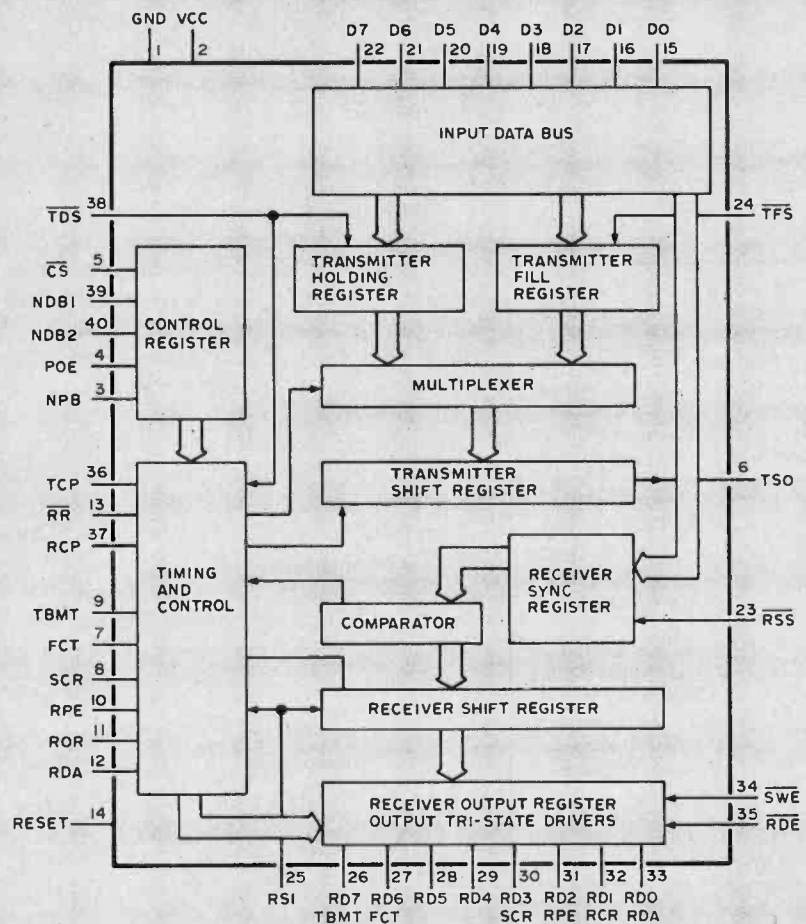 GND VCC
1 2
D7 D6 D5 D4 D3 D2 D1 D0
22 21 20 19 18 17 16 15
INPUT DATA BUS
TDS 38
24 TFS
CS 5
NDB1 39
NDB2 40
POE 4
NPB 3
CONTROL
REGISTER
TRANSMITTER
HOLDING
REGISTER
TRANSMITTER
FILL
REGISTER
MULTIPLEXER
TRANSMITTER
SHIFT REGISTER
6 TSO
TCP 36
RR 13
RCP 37
TBMT 9
FCT 7
SCR 8
RPE 10
ROR 11
RDA 12
TIMING
AND
CONTROL
RECEIVER
SYNC
REGISTER
23 RSS
COMPARATOR
RECEIVER SHIFT REGISTER
RECEIVER OUTPUT REGISTER
OUTPUT TRI-STATE DRIVERS
34 SWE
35 RDE
RESET 14
25 26 27 28 29 30 31 32 33
RSI RD7 RD6 RD5 RD4 RD3 RD2 RD1 RD0
TBMT FCT SCR RPE RCR RDA